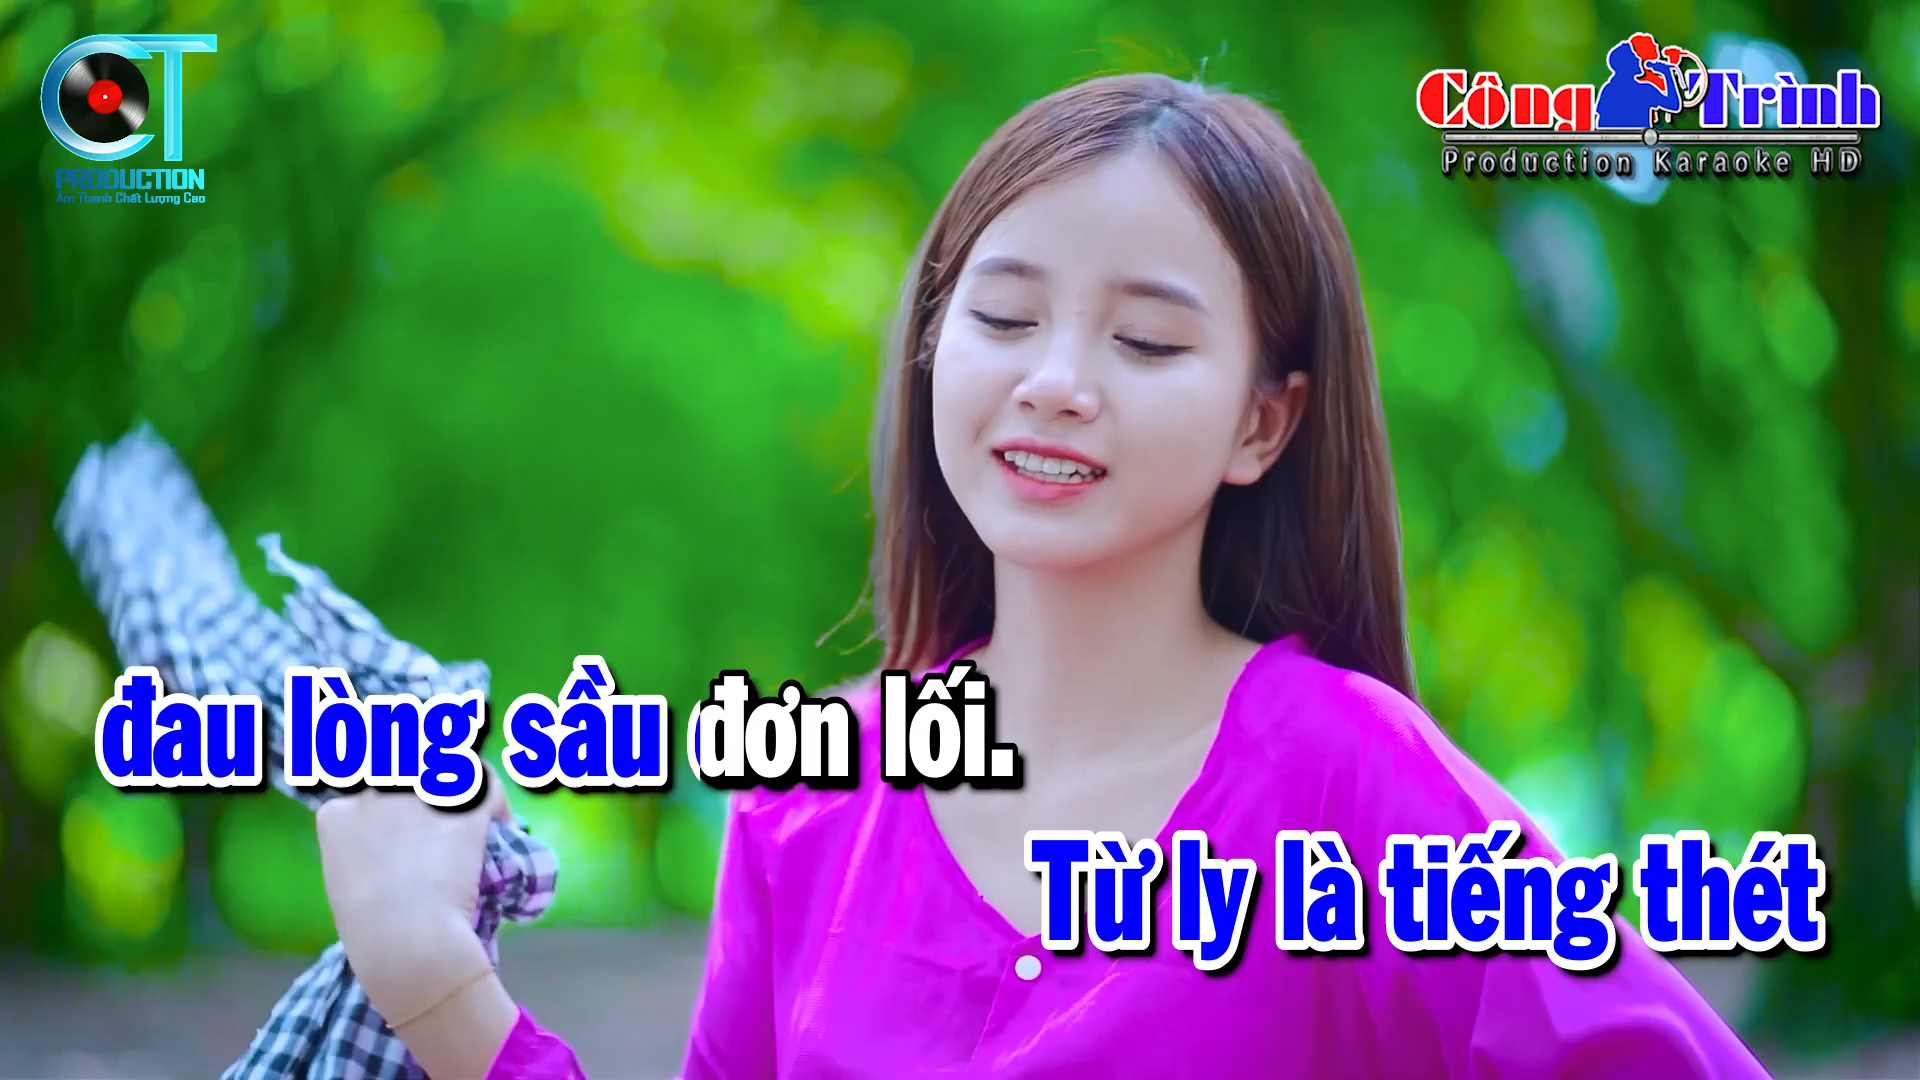 CT
PRODUCTION
Âm Thanh Chất Lượng Cao
Công Trình
Production Karaoke HD
đau lòng sầu đơn lối.
Từ ly là tiếng thét